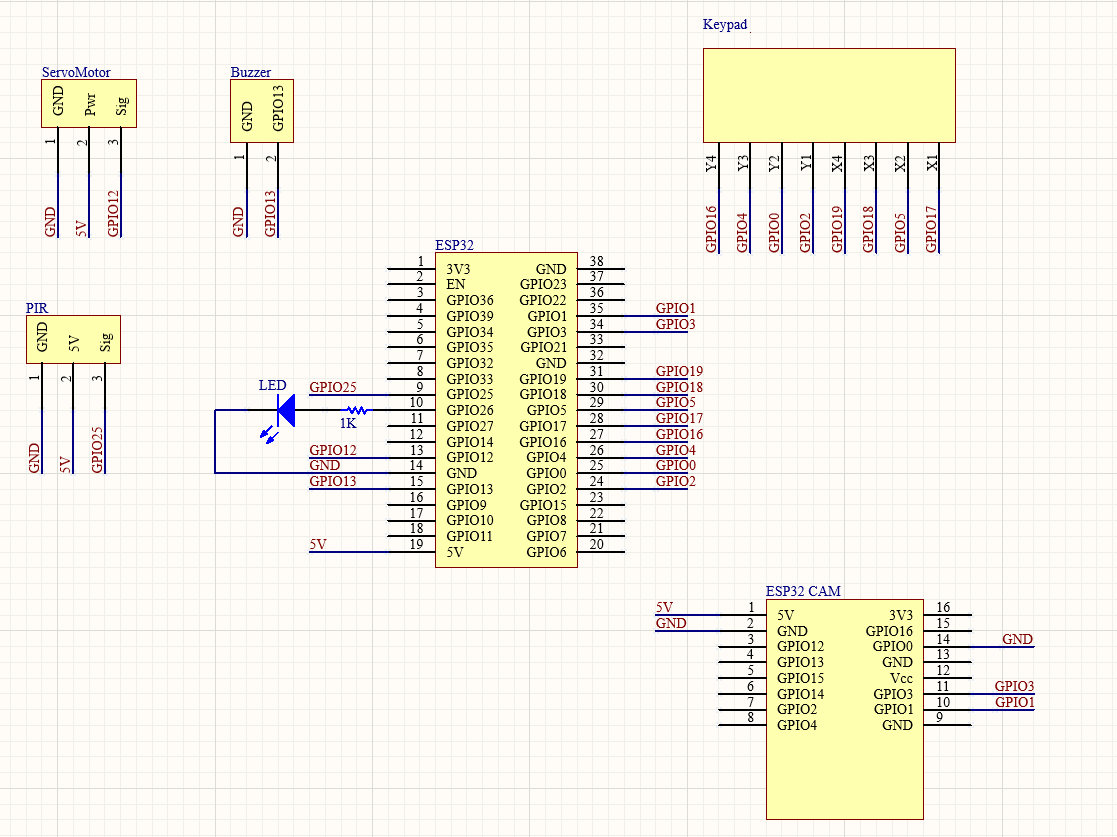 Keypad
Y4 Y3 Y2 Y1 X4 X3 X2 X1
GPIO16 GPIO4 GPIO0 GPIO2 GPIO19 GPIO18 GPIO5 GPIO17
ServoMotor
GND Pwr Sig
1 2 3
GND 5V GPIO12
Buzzer
GND GPIO13
1 2
GND GPIO13
PIR
GND 5V Sig
1 2 3
GND 5V GPIO25
LED
1K
ESP32
1 3V3 GND 38
2 EN GPIO23 37
3 GPIO36 GPIO22 36
4 GPIO39 GPIO1 35 GPIO1
5 GPIO34 GPIO3 34 GPIO3
6 GPIO35 GPIO21 33
7 GPIO32 GND 32
8 GPIO33 GPIO19 31 GPIO19
GPIO25 9 GPIO25 GPIO18 30 GPIO18
10 GPIO26 GPIO5 29 GPIO5
11 GPIO27 GPIO17 28 GPIO17
12 GPIO14 GPIO16 27 GPIO16
GPIO12 13 GPIO12 GPIO4 26 GPIO4
GND 14 GND GPIO0 25 GPIO0
GPIO13 15 GPIO13 GPIO2 24 GPIO2
16 GPIO9 GPIO15 23
17 GPIO10 GPIO8 22
18 GPIO11 GPIO7 21
5V 19 5V GPIO6 20
ESP32 CAM
5V 1 5V 3V3 16
GND 2 GND GPIO16 15
3 GPIO12 GPIO0 14 GND
4 GPIO13 GND 13
5 GPIO15 Vcc 12
6 GPIO14 GPIO3 11 GPIO3
7 GPIO2 GPIO1 10 GPIO1
8 GPIO4 GND 9